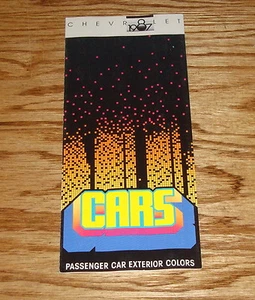 CHEVROLET
1987
CARS
PASSENGER CAR EXTERIOR COLORS